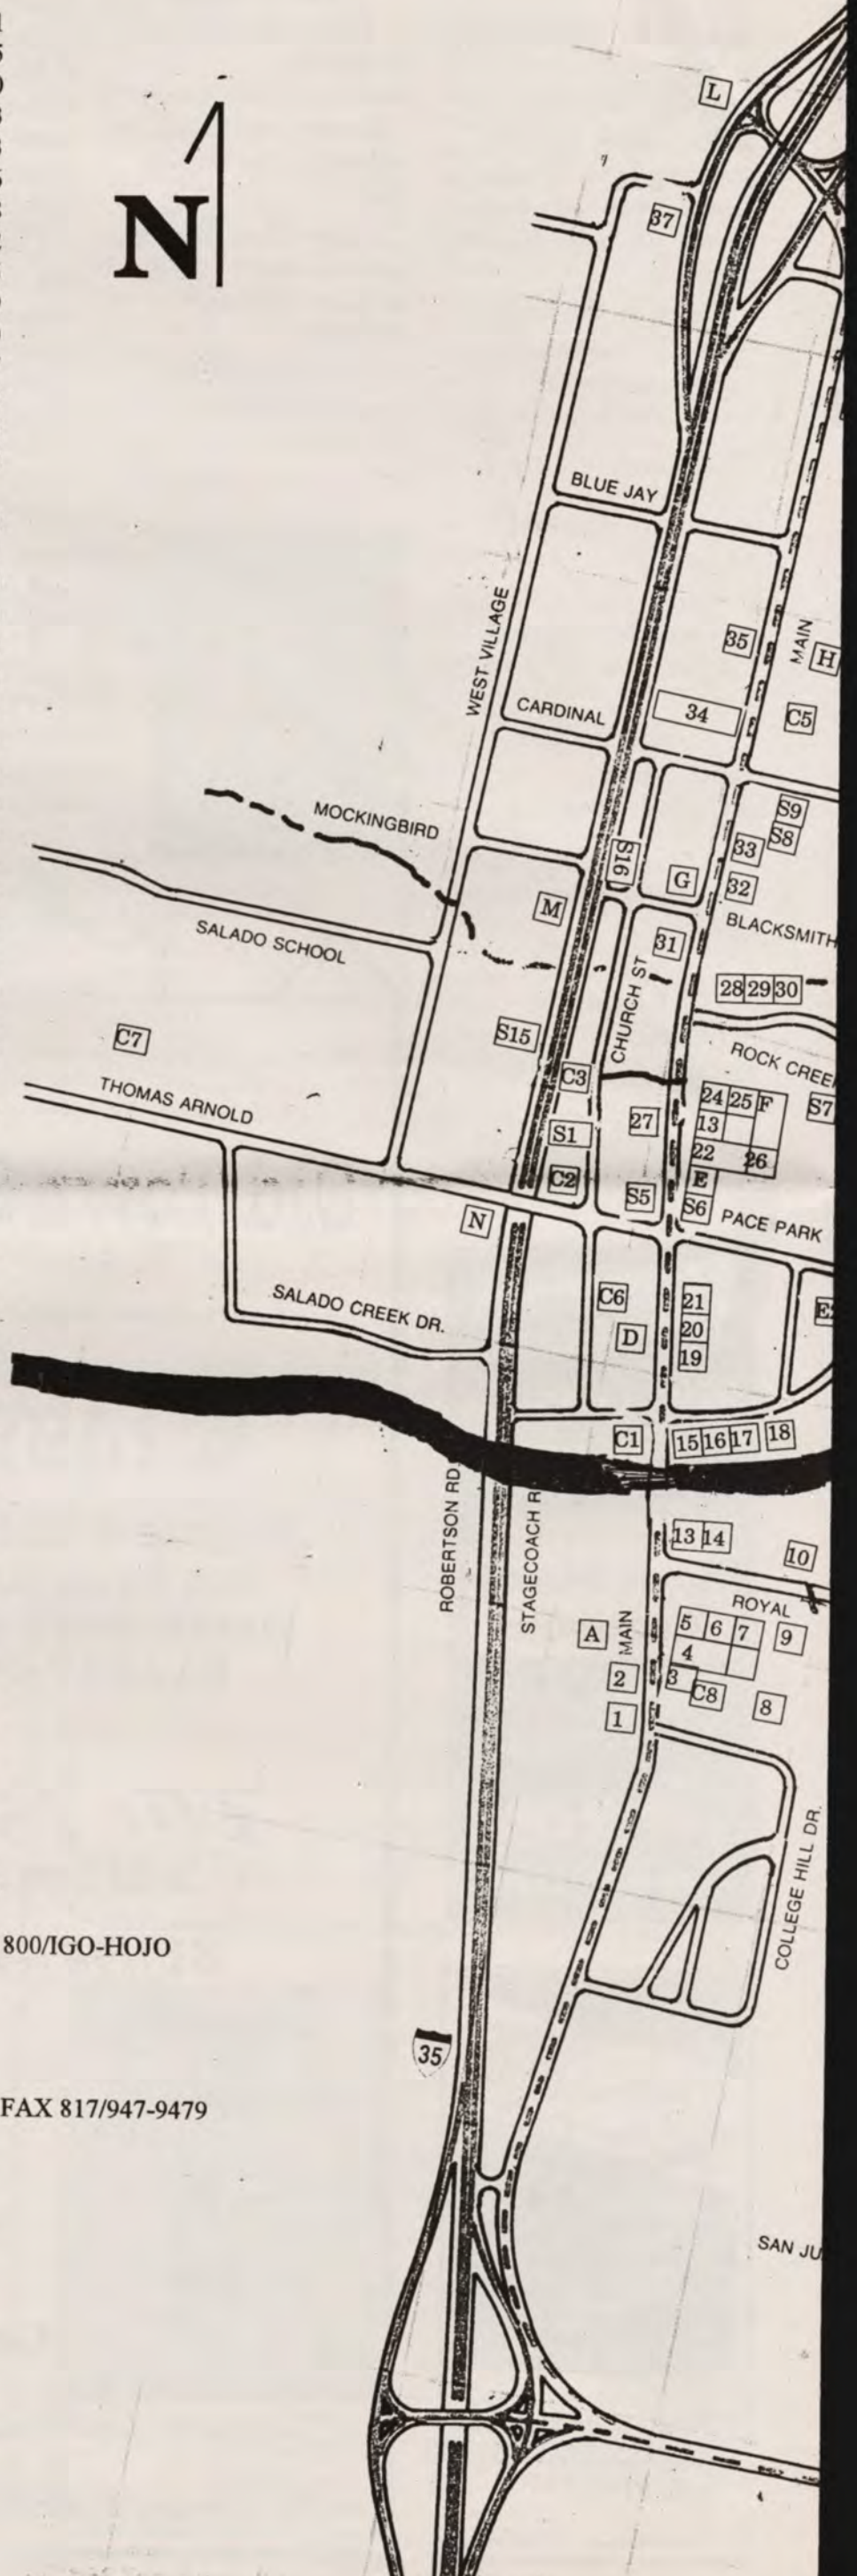 L
N
37
BLUE JAY
WEST VILLAGE
35
MAIN
H
CARDINAL
34
C5
MOCKINGBIRD
S9
S8
33
S16
G
32
M
BLACKSMITH
SALADO SCHOOL
31
28 29 30
CHURCH ST
S15
C7
ROCK CREE
C3
THOMAS ARNOLD
24 25 F
S7
13
27
S1
22
26
C2
E
S5
S6
PACE PARK
N
SALADO CREEK DR.
C6
21
D
20
19
C1
15 16 17 18
ROBERTSON RD.
STAGECOACH R
13 14
10
ROYAL
A
MAIN
5 6 7
9
4
2
3
C8
8
1
COLLEGE HILL DR.
800/IGO-HOJO
35
FAX 817/947-9479
SAN JU